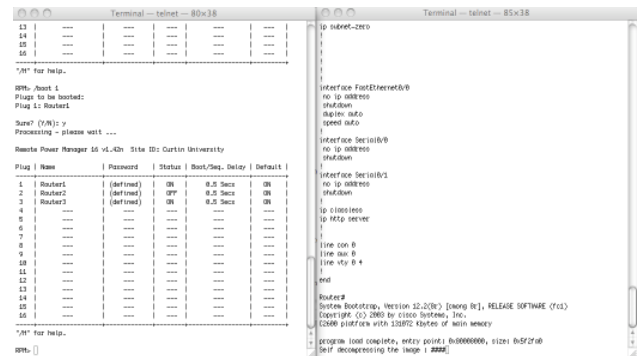 Terminal — telnet — 80×38
13 | --- | --- | --- | --- | --- |
14 | --- | --- | --- | --- | --- |
15 | --- | --- | --- | --- | --- |
16 | --- | --- | --- | --- | --- |
"/H" for help.
RPM> /boot 1
Plugs to be booted:
Plug 1: Router1
Sure? (Y/N): y
Processing - please wait ...
Remote Power Manager 16 v1.42n Site ID: Curtin University
Plug | Name | Password | Status | Boot/Seq. Delay | Default |
1 | Router1 | (defined) | ON | 0.5 Secs | ON |
2 | Router2 | (defined) | OFF | 0.5 Secs | ON |
3 | Router3 | (defined) | ON | 0.5 Secs | ON |
4 | --- | --- | --- | --- | --- |
5 | --- | --- | --- | --- | --- |
6 | --- | --- | --- | --- | --- |
7 | --- | --- | --- | --- | --- |
8 | --- | --- | --- | --- | --- |
9 | --- | --- | --- | --- | --- |
10 | --- | --- | --- | --- | --- |
11 | --- | --- | --- | --- | --- |
12 | --- | --- | --- | --- | --- |
13 | --- | --- | --- | --- | --- |
14 | --- | --- | --- | --- | --- |
15 | --- | --- | --- | --- | --- |
16 | --- | --- | --- | --- | --- |
"/H" for help.
RPM>
Terminal — telnet — 85×38
ip subnet-zero
!
!
!
!
!
interface FastEthernet0/0
no ip address
shutdown
duplex auto
speed auto
!
interface Serial0/0
no ip address
shutdown
!
interface Serial0/1
no ip address
shutdown
!
ip classless
ip http server
!
!
line con 0
line aux 0
line vty 0 4
!
end
Router#
System Bootstrap, Version 12.2(8r) [cmong 8r], RELEASE SOFTWARE (fc1)
Copyright (c) 2003 by cisco Systems, Inc.
C2600 platform with 131072 Kbytes of main memory
program load complete, entry point: 0x80008000, size: 0x5f2fa0
Self decompressing the image : ####